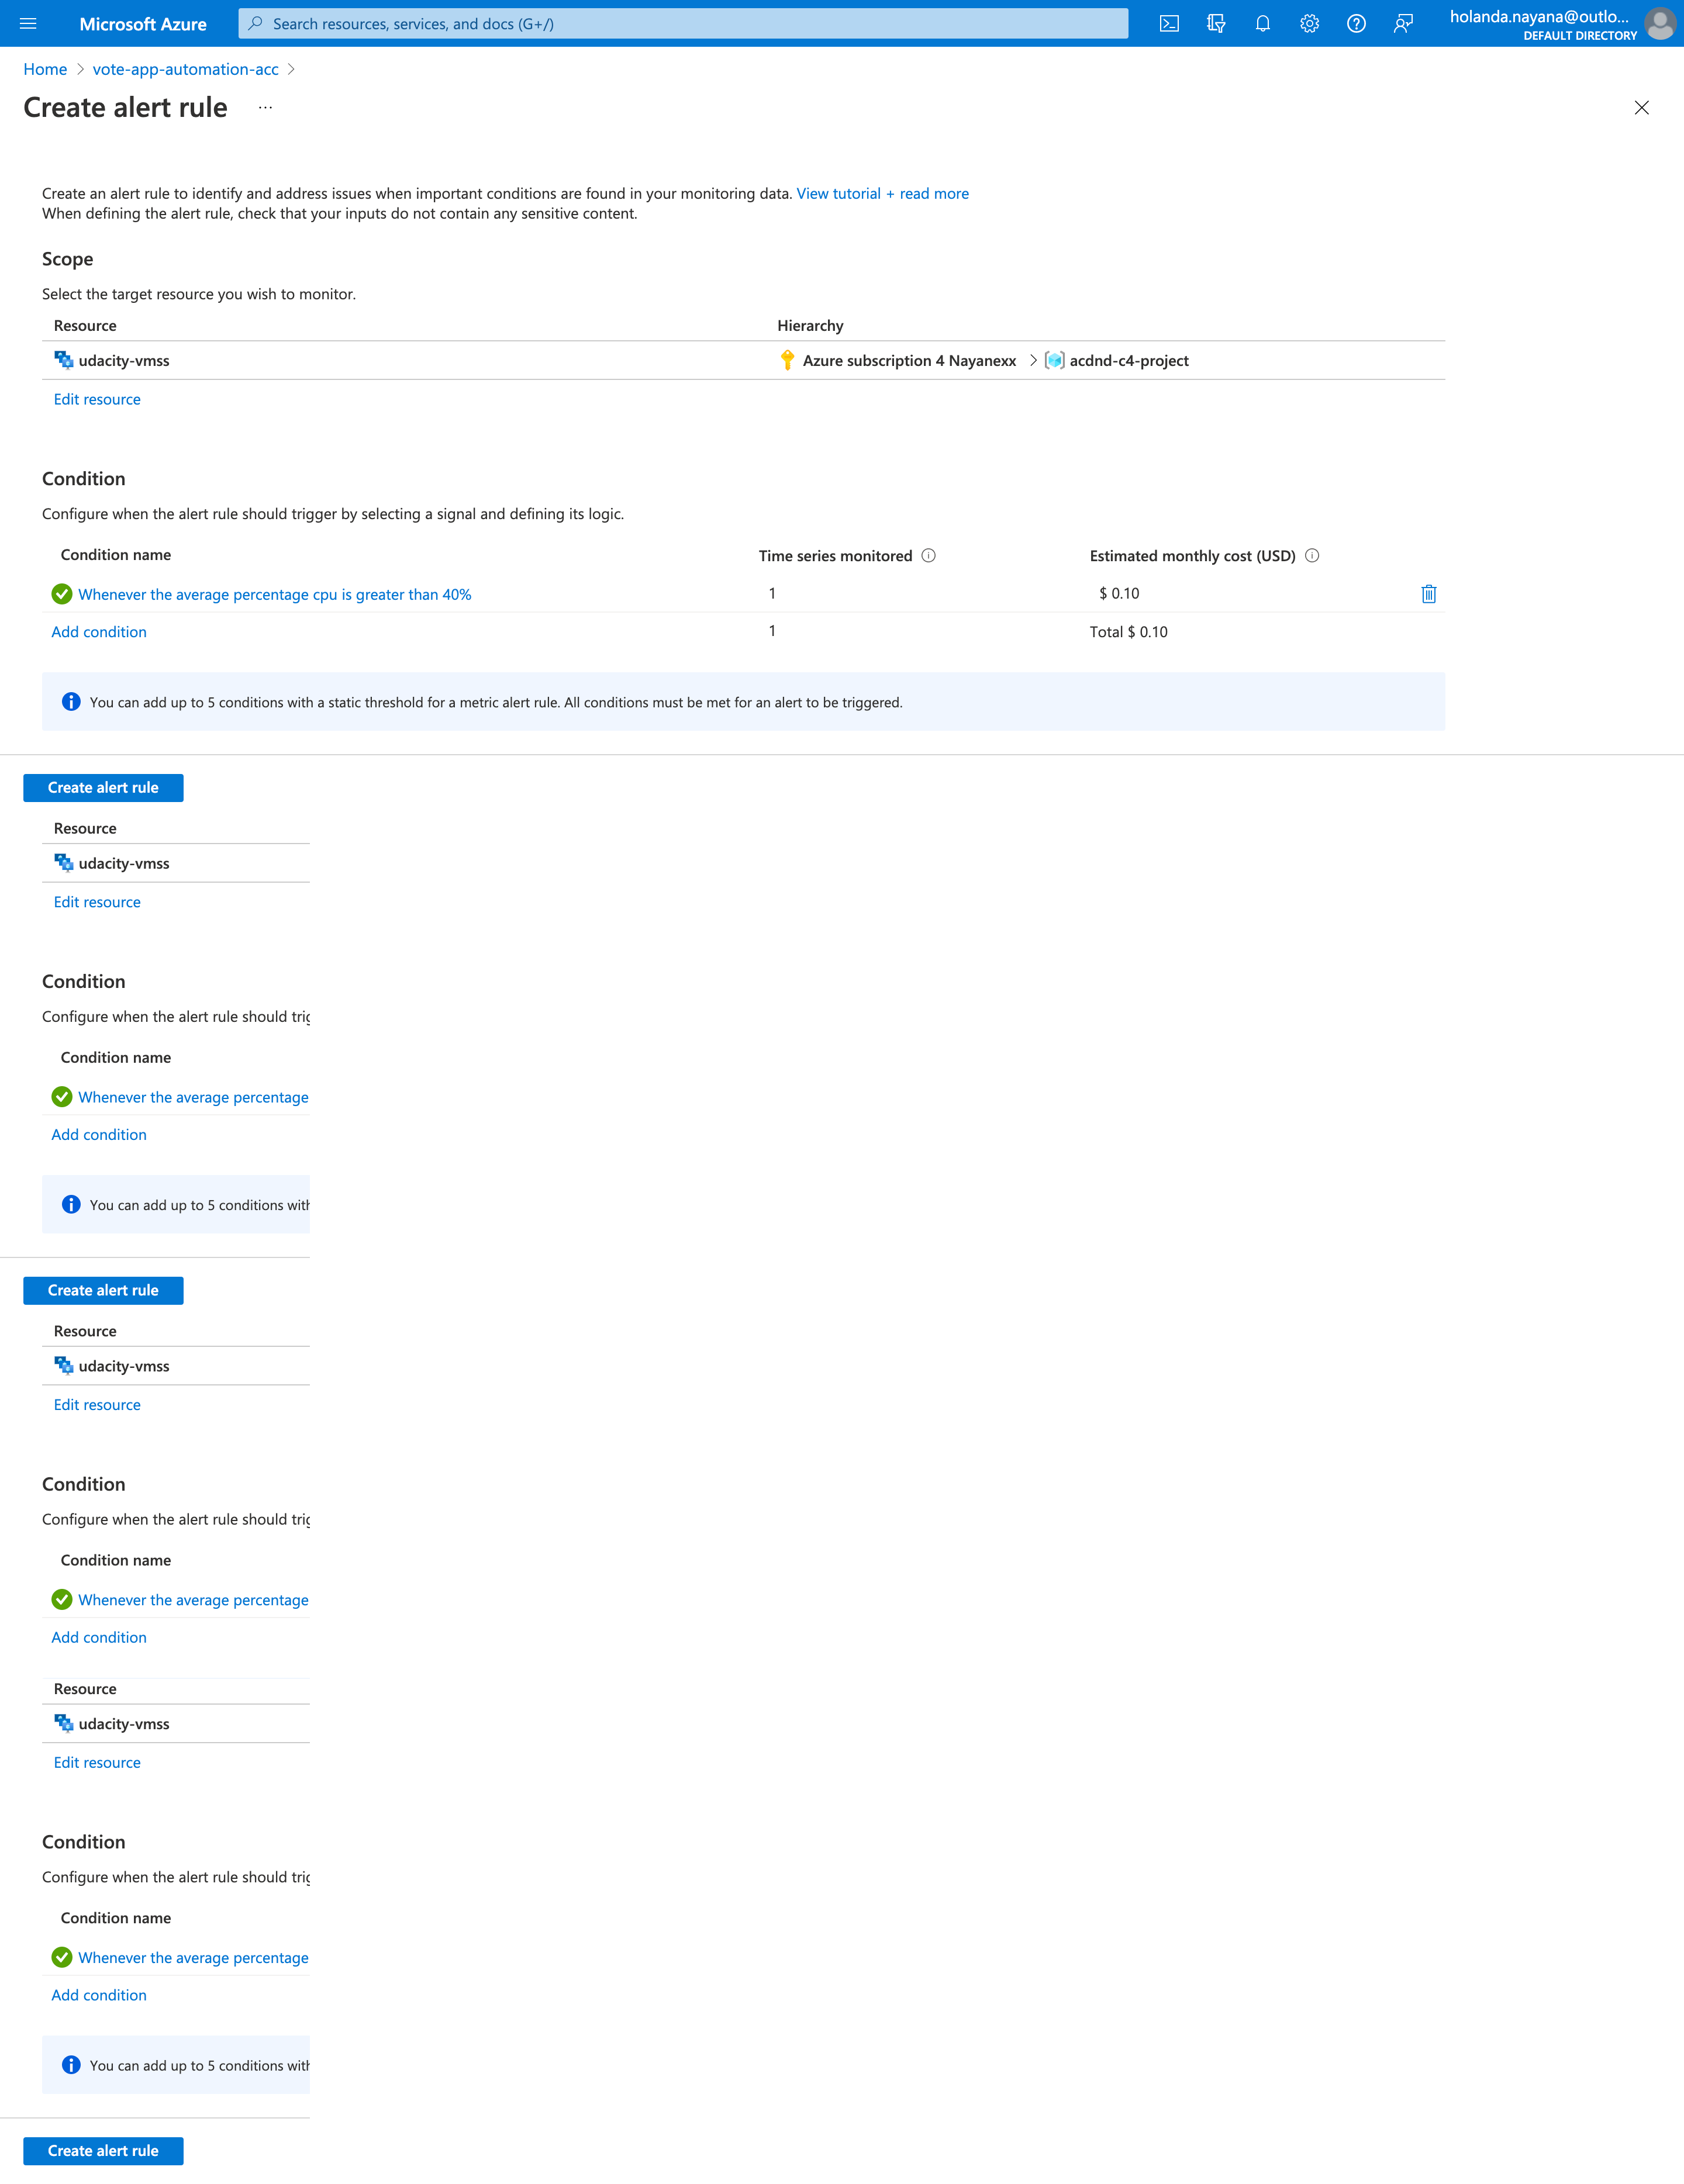 Microsoft Azure
Search resources, services, and docs (G+/)
holanda.nayana@outlo...
DEFAULT DIRECTORY
Home > vote-app-automation-acc >
Create alert rule ...
Create an alert rule to identify and address issues when important conditions are found in your monitoring data. View tutorial + read more
When defining the alert rule, check that your inputs do not contain any sensitive content.
Scope
Select the target resource you wish to monitor.
Resource Hierarchy
udacity-vmss Azure subscription 4 Nayanexx > acdnd-c4-project
Edit resource
Condition
Configure when the alert rule should trigger by selecting a signal and defining its logic.
Condition name Time series monitored Estimated monthly cost (USD)
Whenever the average percentage cpu is greater than 40% 1 $ 0.10
Add condition 1 Total $ 0.10
You can add up to 5 conditions with a static threshold for a metric alert rule. All conditions must be met for an alert to be triggered.
Create alert rule
Resource
udacity-vmss
Edit resource
Condition
Configure when the alert rule should trig
Condition name
Whenever the average percentage
Add condition
You can add up to 5 conditions with
Create alert rule
Resource
udacity-vmss
Edit resource
Condition
Configure when the alert rule should trig
Condition name
Whenever the average percentage
Add condition
Resource
udacity-vmss
Edit resource
Condition
Configure when the alert rule should trig
Condition name
Whenever the average percentage
Add condition
You can add up to 5 conditions with
Create alert rule